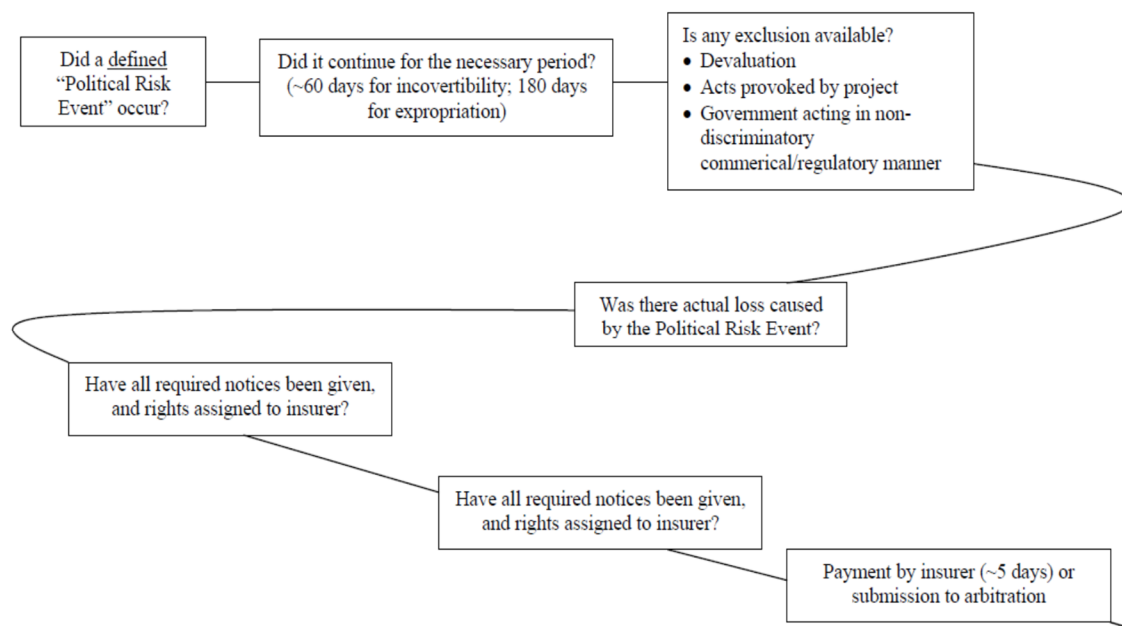 Did a defined
“Political Risk
Event” occur?
Did it continue for the necessary period?
(~60 days for incovertibility; 180 days
for expropriation)
Is any exclusion available?
• Devaluation
• Acts provoked by project
• Government acting in non-
discriminatory
commerical/regulatory manner
Was there actual loss caused
by the Political Risk Event?
Have all required notices been given,
and rights assigned to insurer?
Have all required notices been given,
and rights assigned to insurer?
Payment by insurer (~5 days) or
submission to arbitration